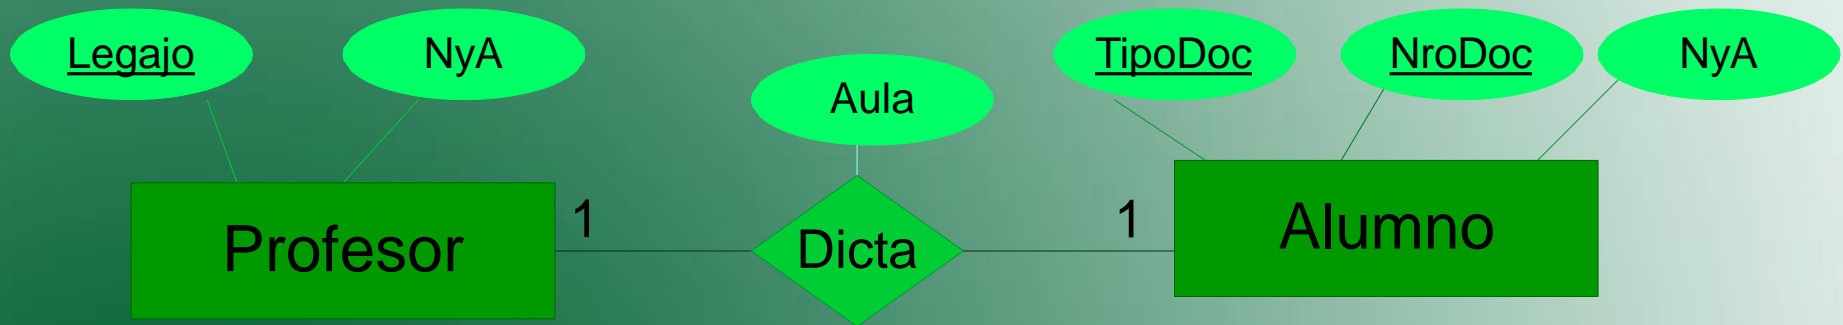 Legajo
NyA
Aula
TipoDoc
NroDoc
NyA
Profesor
1
Dicta
1
Alumno